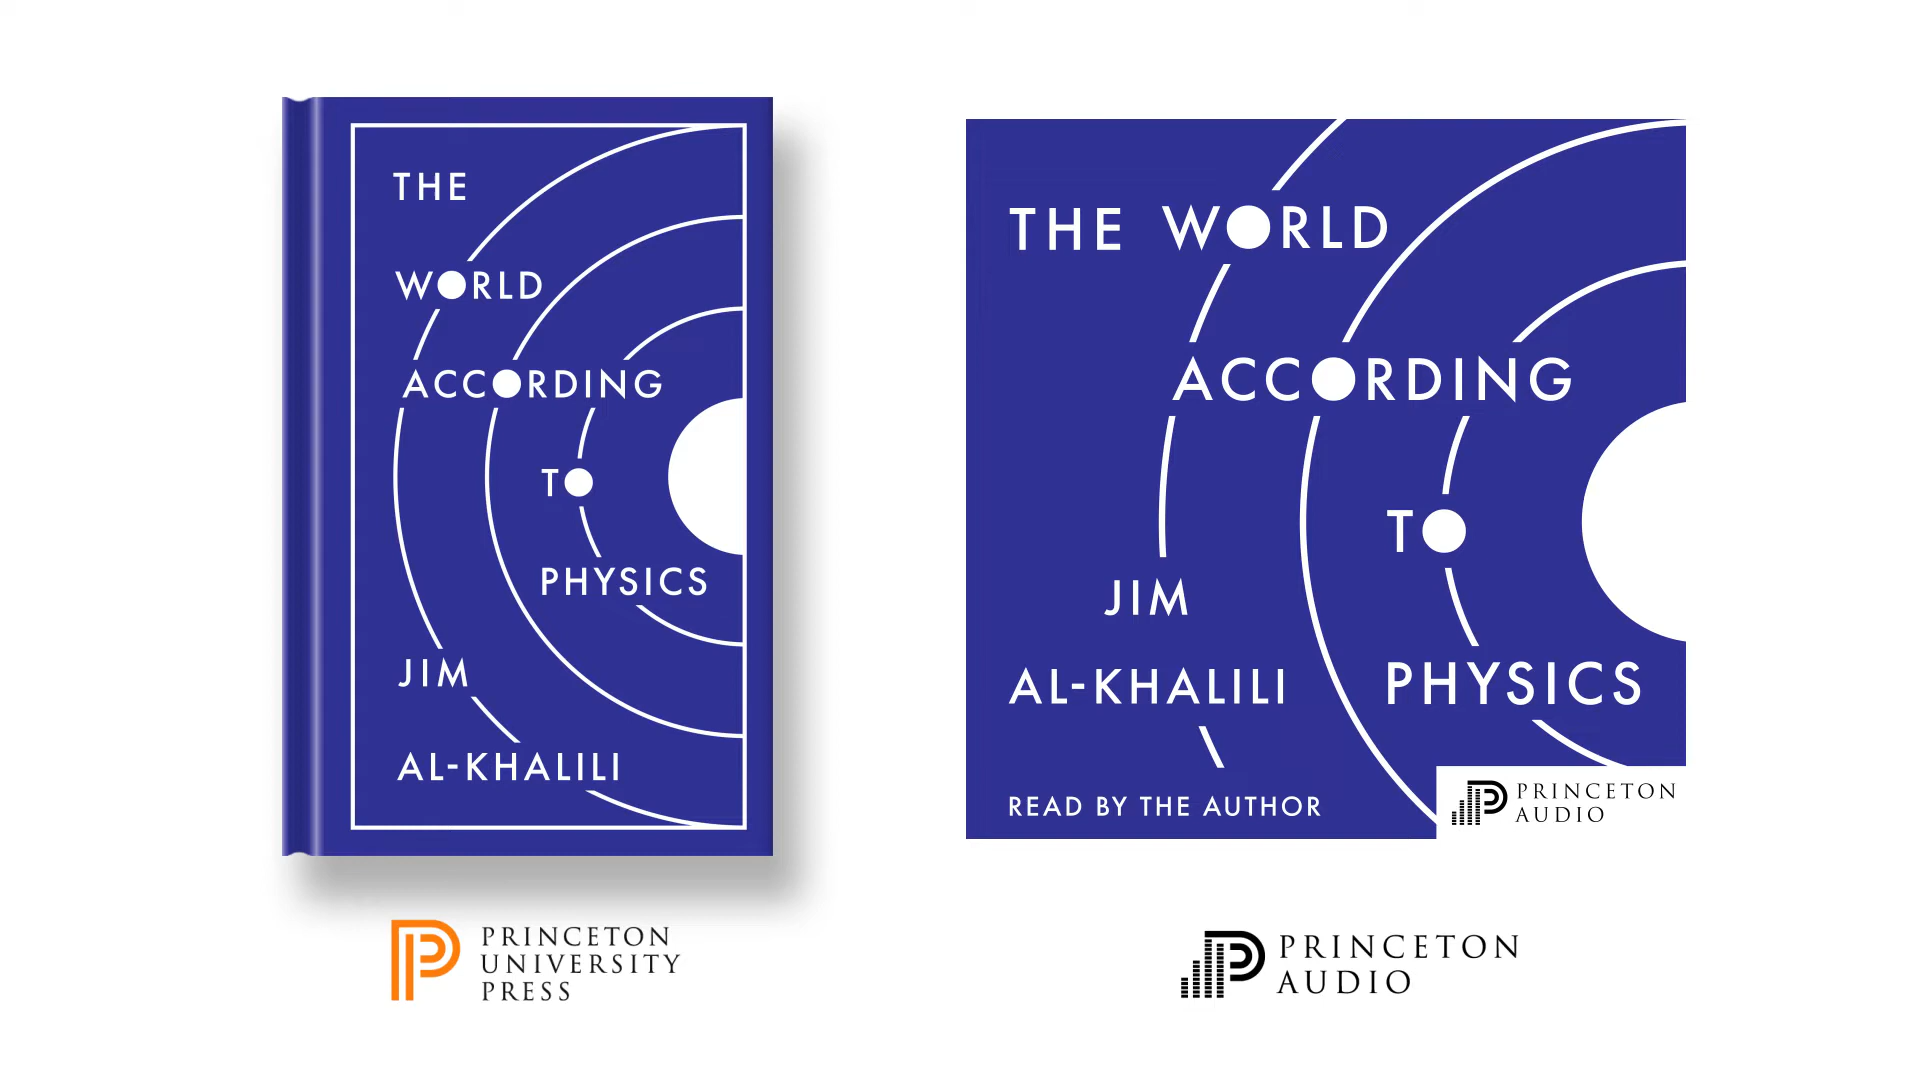 THE
WORLD
ACCORDING
TO
PHYSICS
JIM
AL-KHALILI
PRINCETON
UNIVERSITY
PRESS
THE WORLD
ACCORDING
TO
PHYSICS
JIM
AL-KHALILI
READ BY THE AUTHOR
PRINCETON
AUDIO
PRINCETON
AUDIO